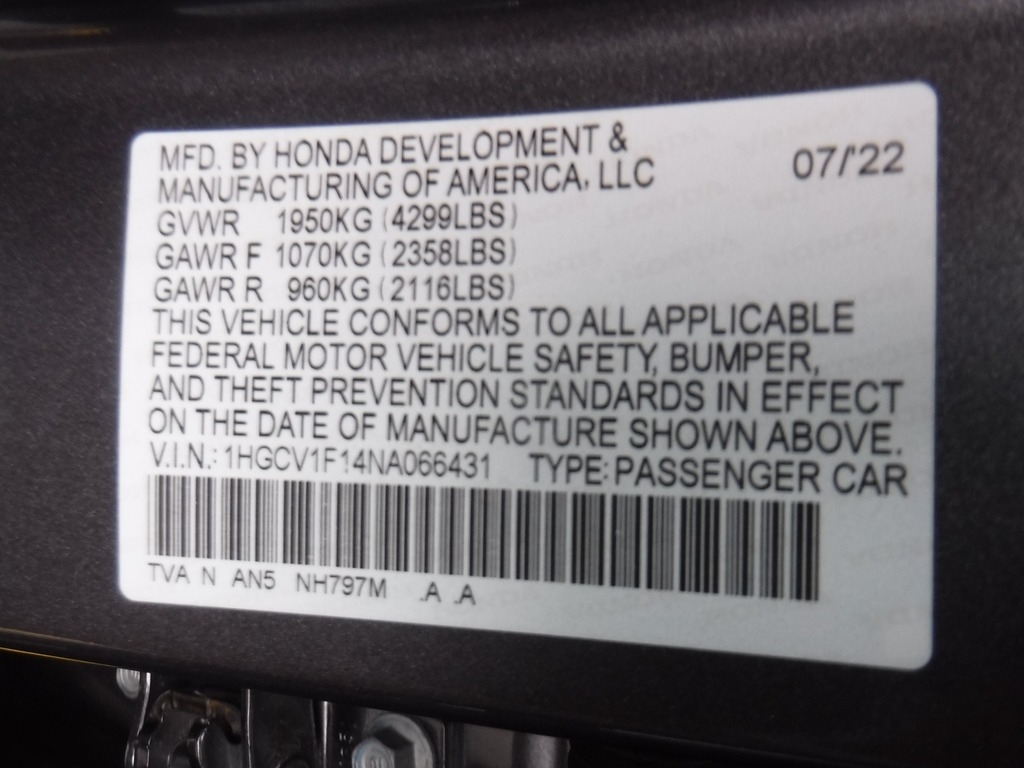 MFD. BY HONDA DEVELOPMENT &
MANUFACTURING OF AMERICA, LLC 07/'22
GVWR 1950KG (4299LBS)
GAWR F 1070KG (2358LBS)
GAWR R 960KG (2116LBS)
THIS VEHICLE CONFORMS TO ALL APPLICABLE
FEDERAL MOTOR VEHICLE SAFETY, BUMPER,
AND THEFT PREVENTION STANDARDS IN EFFECT
ON THE DATE OF MANUFACTURE SHOWN ABOVE.
V.I.N.: 1HGCV1F14NA066431 TYPE: PASSENGER CAR
TVA N AN5 NH797M .A .A